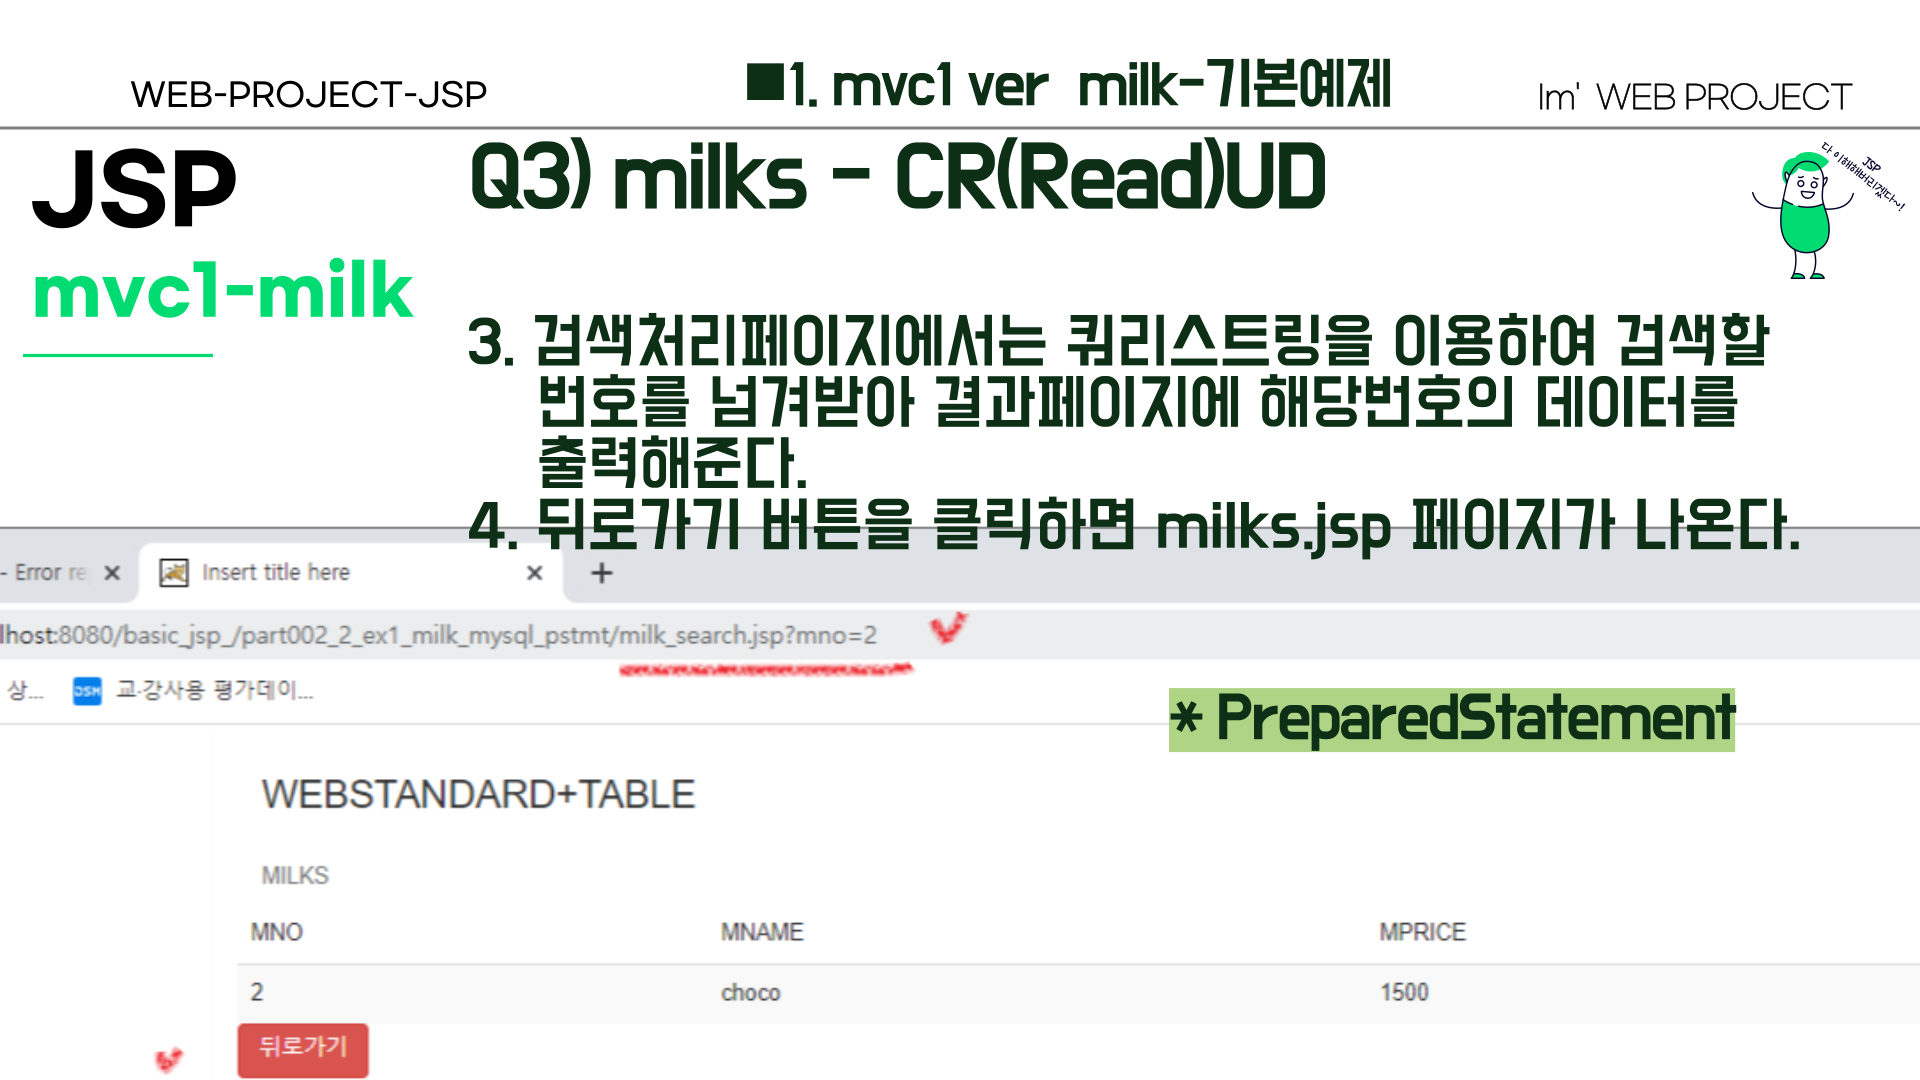 WEB-PROJECT-JSP
■1. mvc1 ver milk-기본예제
Im' WEB PROJECT
JSP
mvc1-milk
Q3) milks - CR(Read)UD
JSP
다 이해해버리겠다~!
3. 검색처리페이지에서는 쿼리스트링을 이용하여 검색할
번호를 넘겨받아 결과페이지에 해당번호의 데이터를
출력해준다.
4. 뒤로가기 버튼을 클릭하면 milks.jsp 페이지가 나온다.
- Error re
Insert title here
lhost:8080/basic_jsp_/part002_2_ex1_milk_mysql_pstmt/milk_search.jsp?mno=2
상... 교·강사용 평가데이...
* PreparedStatement
WEBSTANDARD+TABLE
MILKS
MNO MNAME MPRICE
2 choco 1500
뒤로가기